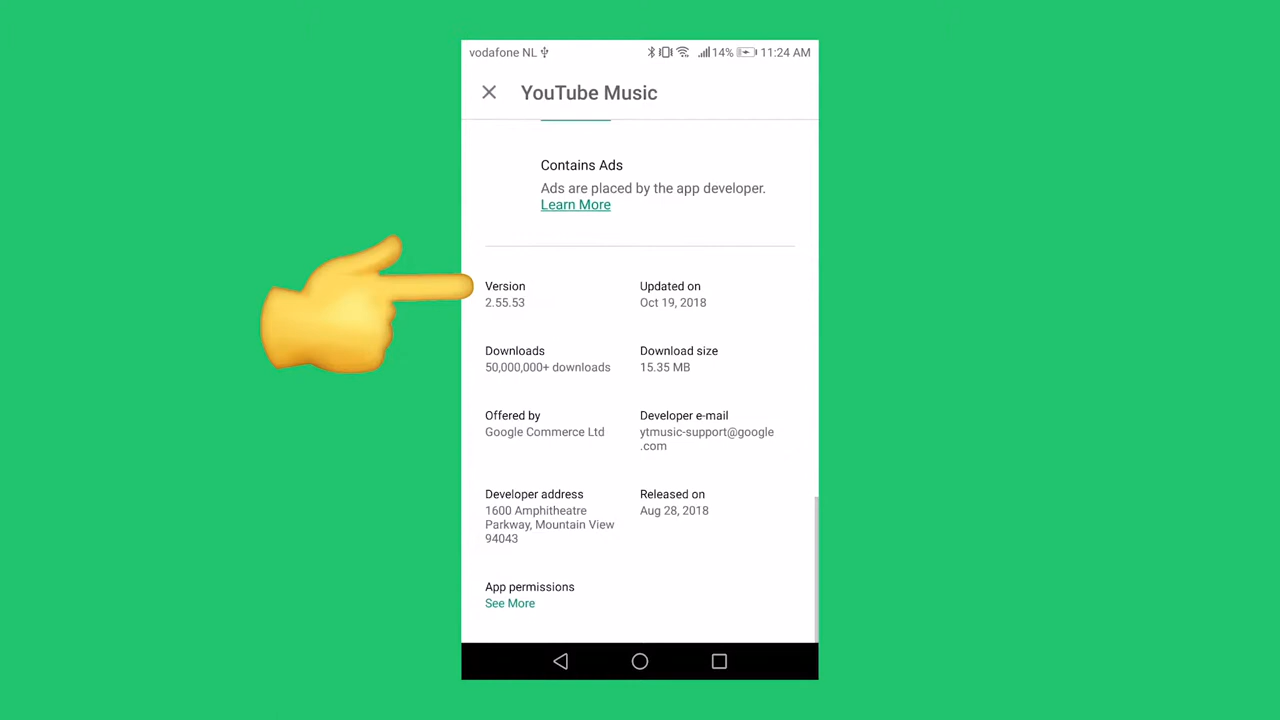 vodafone NL
14% 11:24 AM
YouTube Music
Contains Ads
Ads are placed by the app developer.
Learn More
Version
2.55.53
Updated on
Oct 19, 2018
Downloads
50,000,000+ downloads
Download size
15.35 MB
Offered by
Google Commerce Ltd
Developer e-mail
ytmusic-support@google
.com
Developer address
1600 Amphitheatre
Parkway, Mountain View
94043
Released on
Aug 28, 2018
App permissions
See More